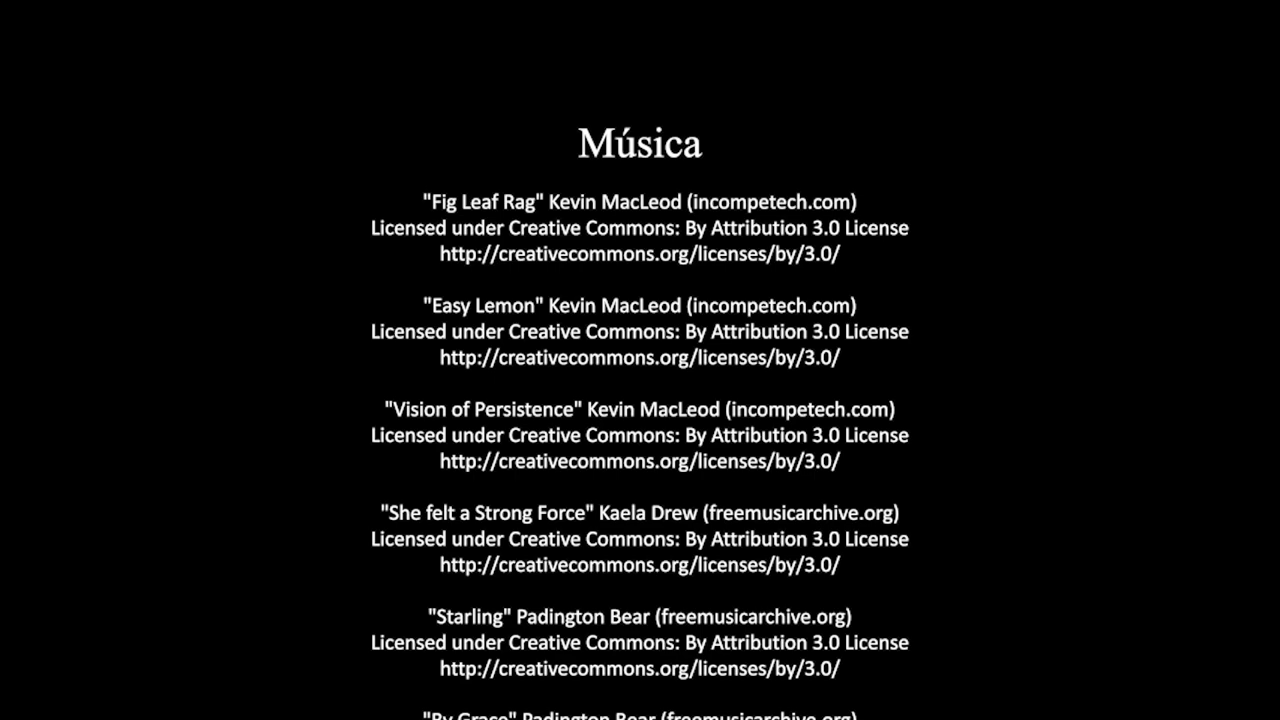 Música
"Fig Leaf Rag" Kevin MacLeod (incompetech.com)
Licensed under Creative Commons: By Attribution 3.0 License
http://creativecommons.org/licenses/by/3.0/
"Easy Lemon" Kevin MacLeod (incompetech.com)
Licensed under Creative Commons: By Attribution 3.0 License
http://creativecommons.org/licenses/by/3.0/
"Vision of Persistence" Kevin MacLeod (incompetech.com)
Licensed under Creative Commons: By Attribution 3.0 License
http://creativecommons.org/licenses/by/3.0/
"She felt a Strong Force" Kaela Drew (freemusicarchive.org)
Licensed under Creative Commons: By Attribution 3.0 License
http://creativecommons.org/licenses/by/3.0/
"Starling" Padington Bear (freemusicarchive.org)
Licensed under Creative Commons: By Attribution 3.0 License
http://creativecommons.org/licenses/by/3.0/
"By Grace" Padington Bear (freemusicarchive.org)